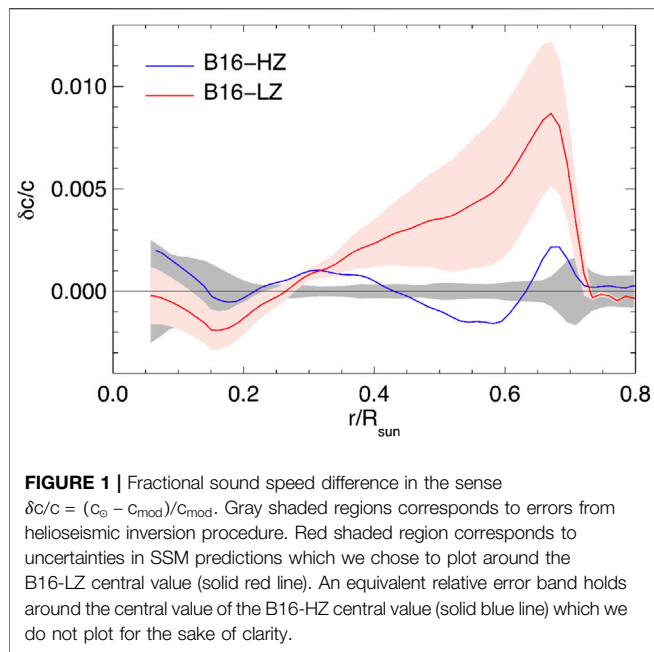 B16-HZ
B16-LZ
0.010
0.005
0.000
δc/c
0.0
0.2
0.4
0.6
0.8
r/R_sun
FIGURE 1 | Fractional sound speed difference in the sense
δc/c = (c⊙ – c_mod)/c_mod. Gray shaded regions corresponds to errors from
helioseismic inversion procedure. Red shaded region corresponds to
uncertainties in SSM predictions which we chose to plot around the
B16-LZ central value (solid red line). An equivalent relative error band holds
around the central value of the B16-HZ central value (solid blue line) which we
do not plot for the sake of clarity.